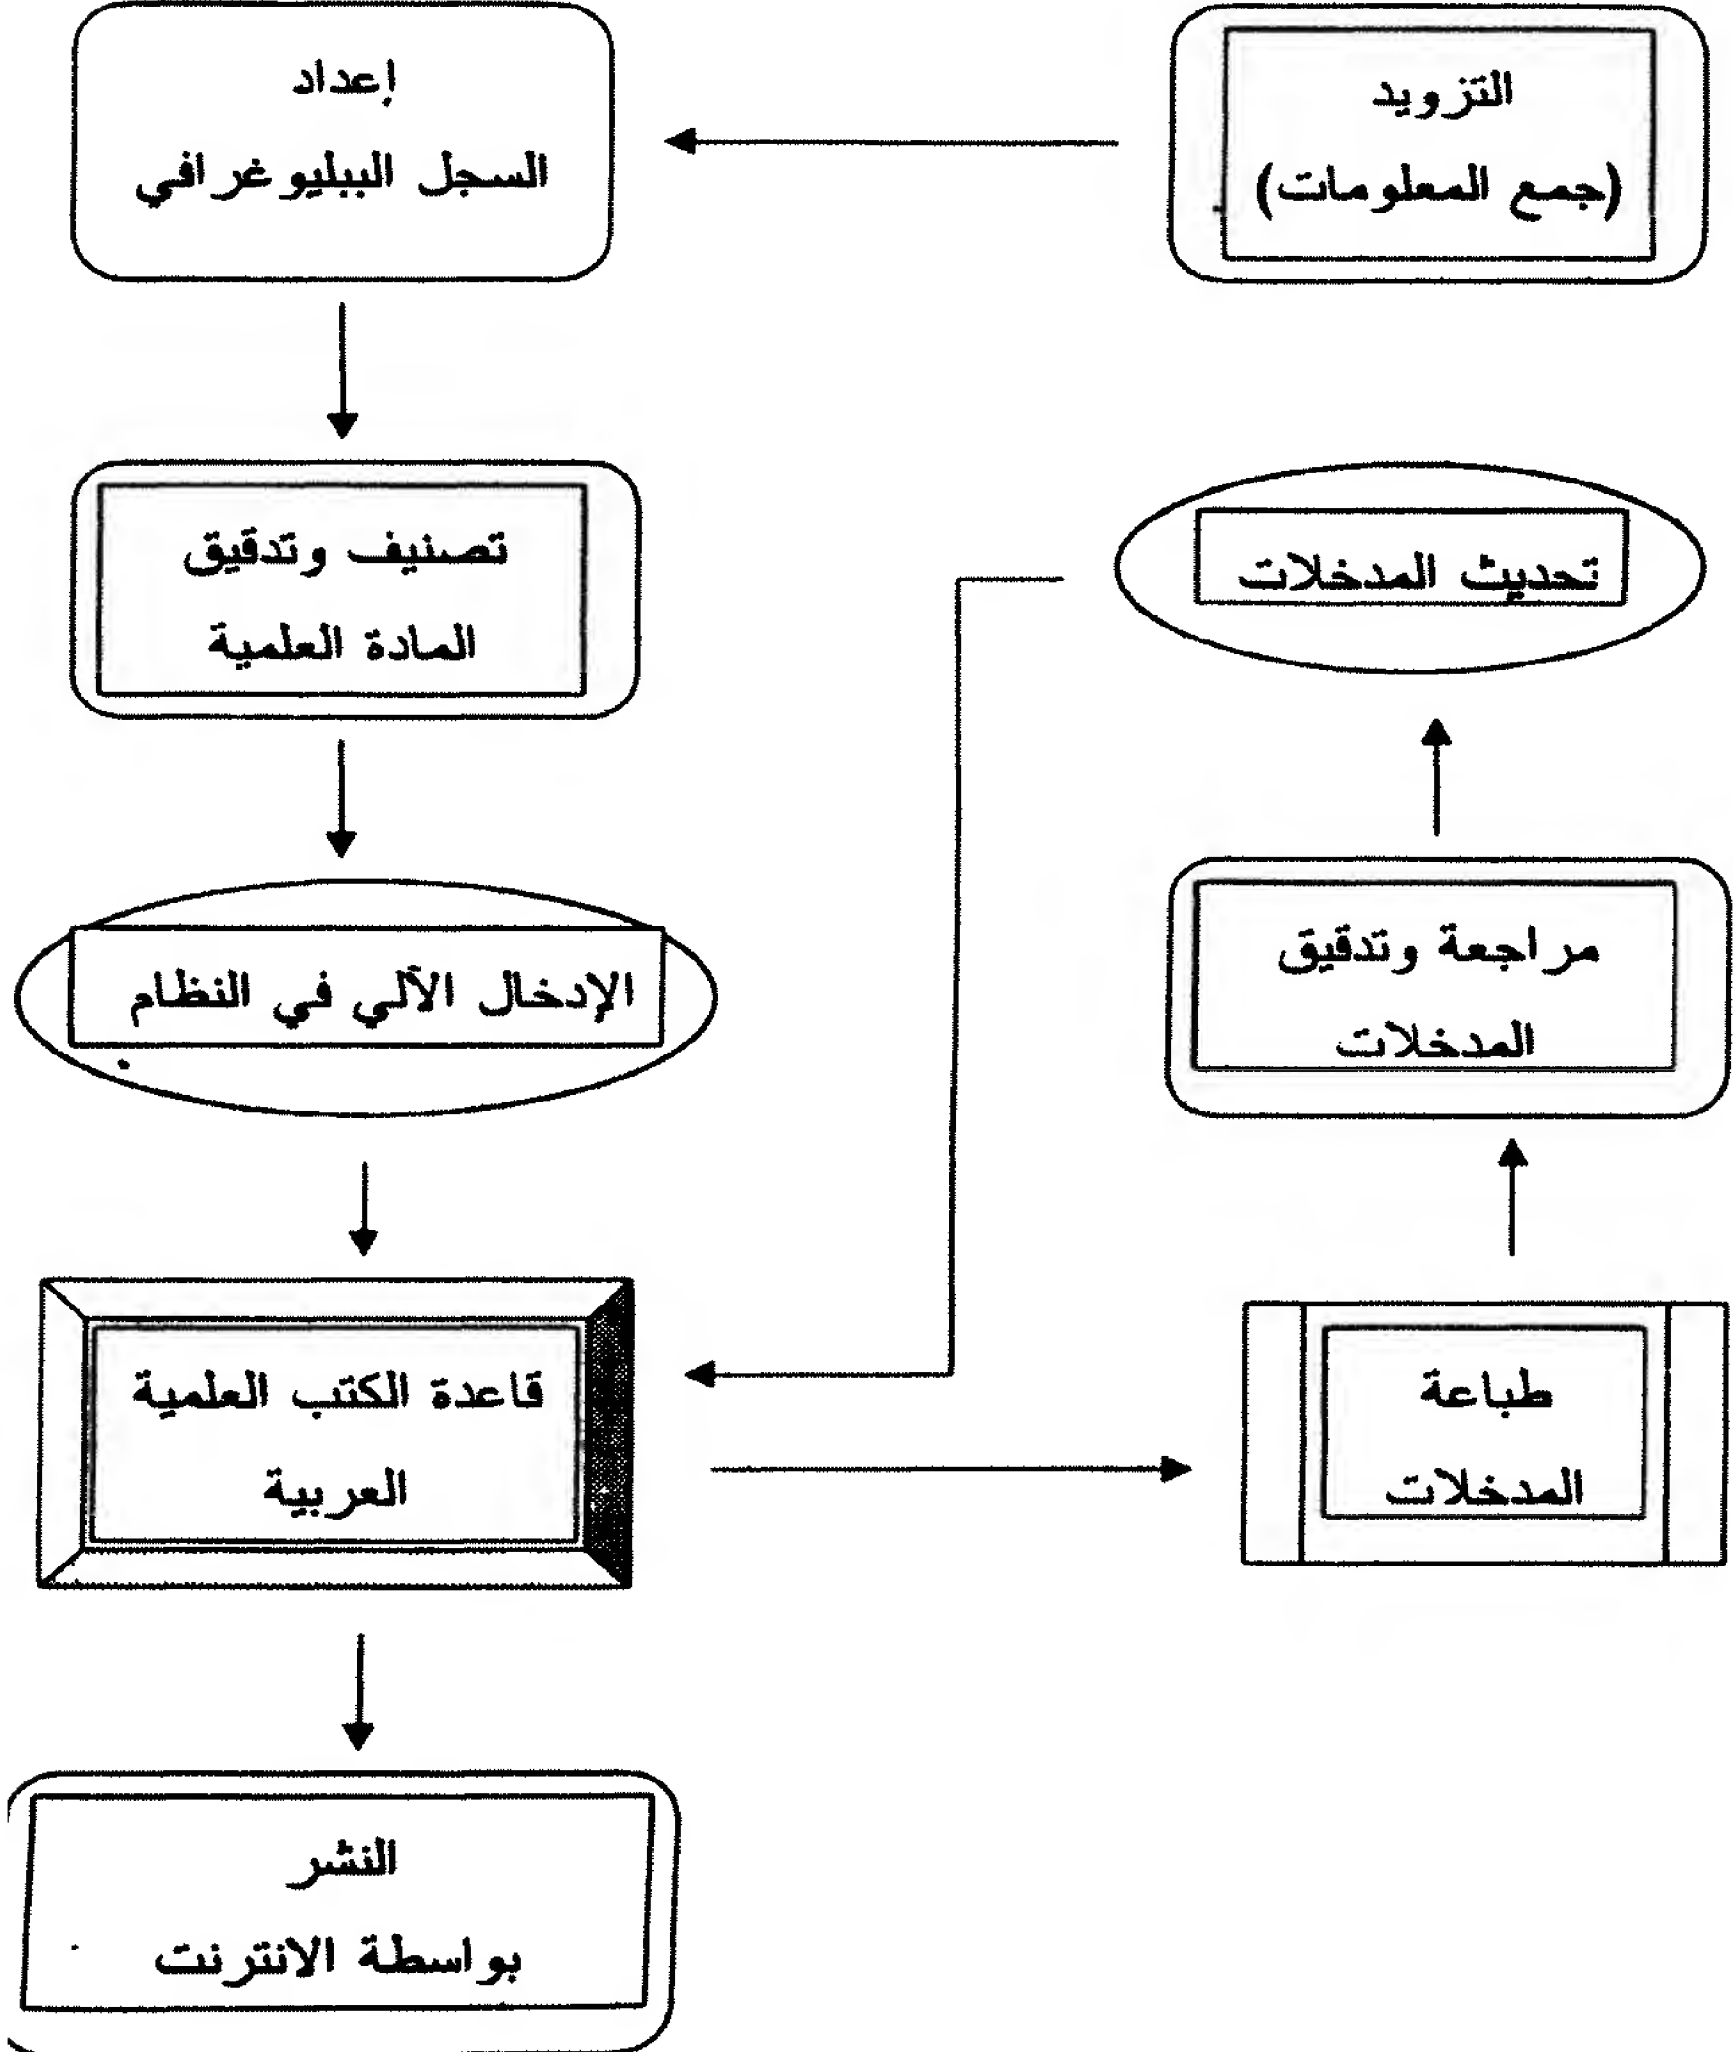 التزويد
(جمع المعلومات)
إعداد
السجل الببليوغرافي
تصنيف وتدقيق
المادة العلمية
الإدخال الآلي في النظام
قاعدة الكتب العلمية
العربية
طباعة
المدخلات
مراجعة وتدقيق
المدخلات
تحديث المدخلات
النشر
بواسطة الانترنت